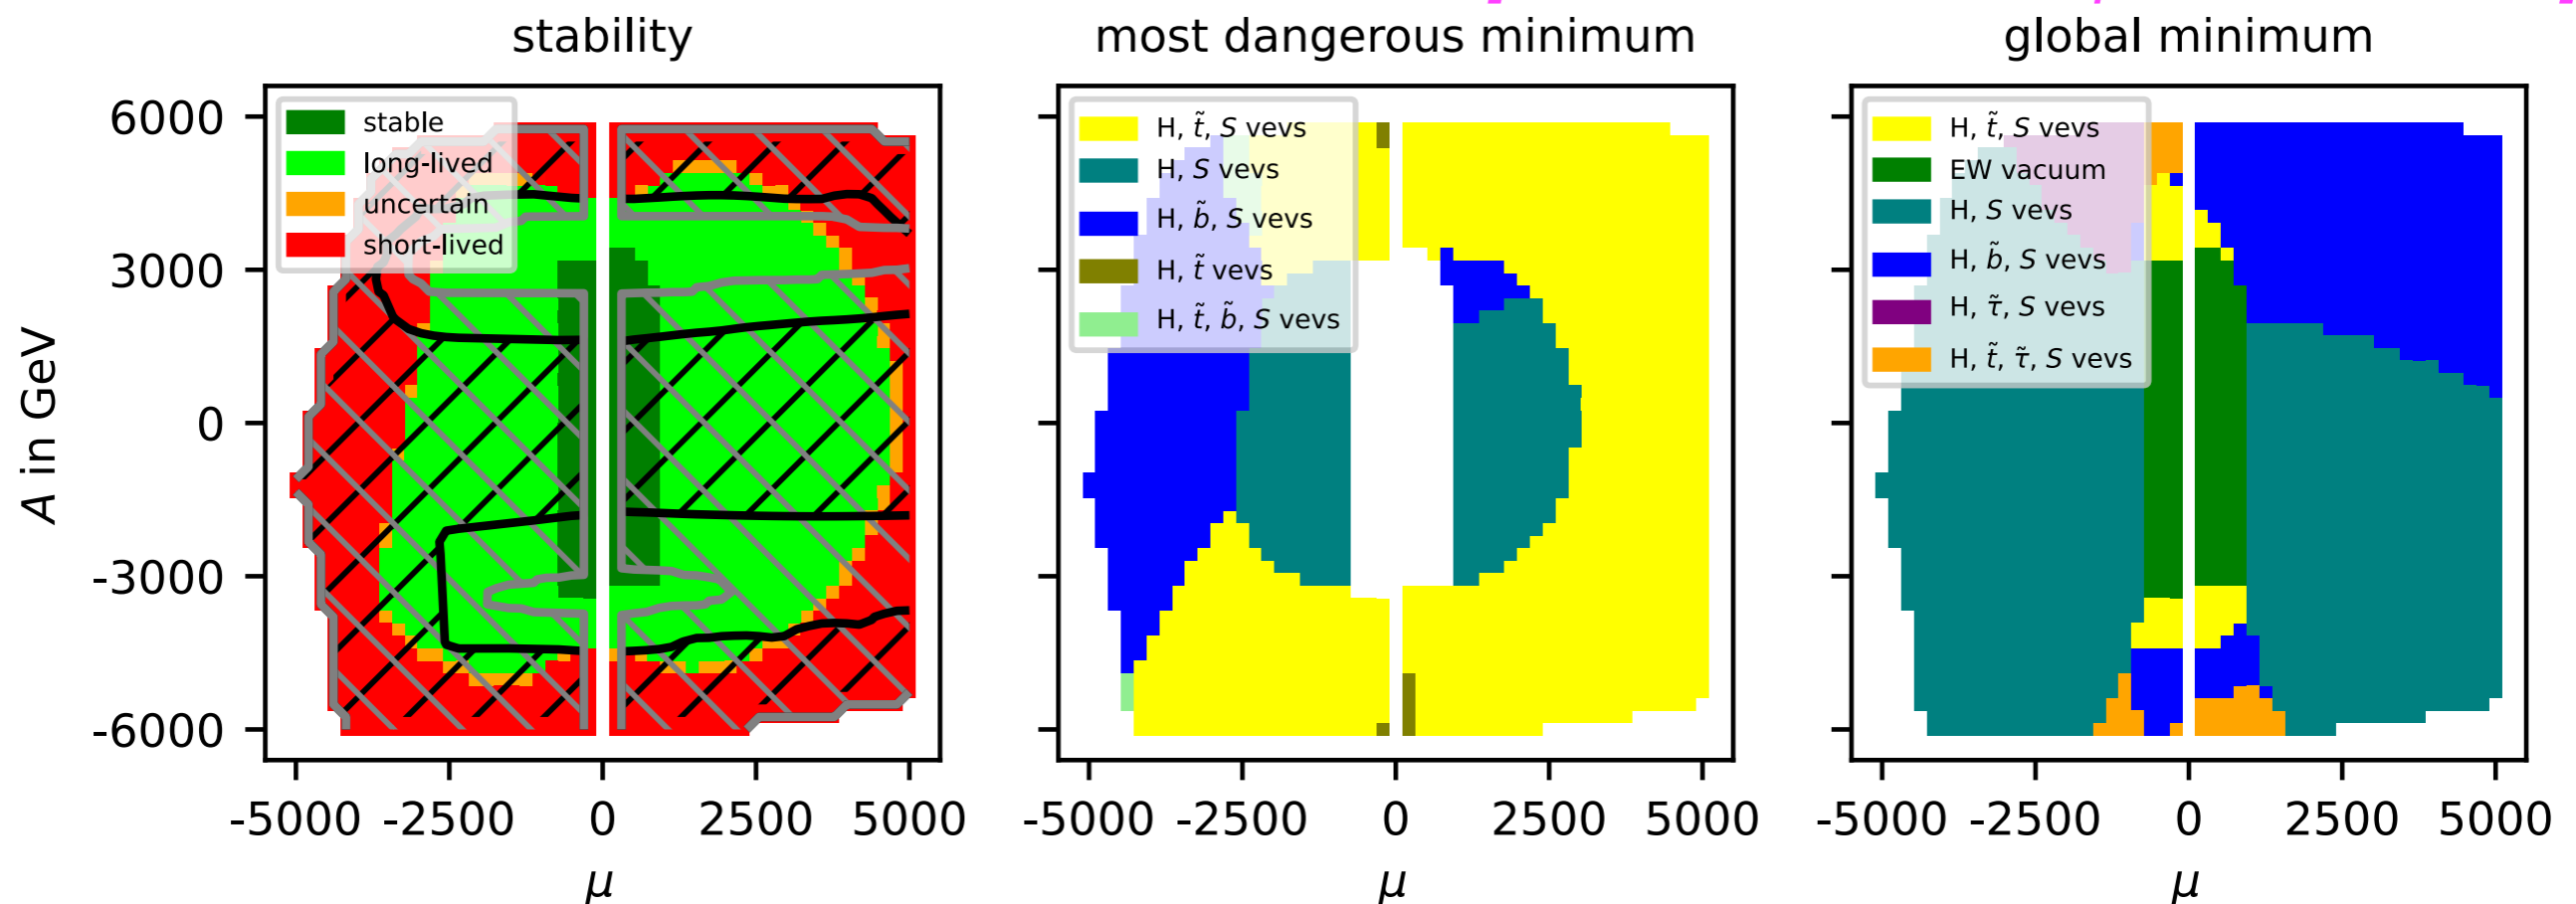 stability
most dangerous minimum
global minimum
A in GeV
6000
3000
0
-3000
-6000
stable
long-lived
uncertain
short-lived
-5000 -2500 0 2500 5000
μ
H, t̃, S vevs
H, S vevs
H, b̃, S vevs
H, t̃ vevs
H, t̃, b̃, S vevs
-5000 -2500 0 2500 5000
μ
H, t̃, S vevs
EW vacuum
H, S vevs
H, b̃, S vevs
H, τ̃, S vevs
H, t̃, τ̃, S vevs
-5000 -2500 0 2500 5000
μ